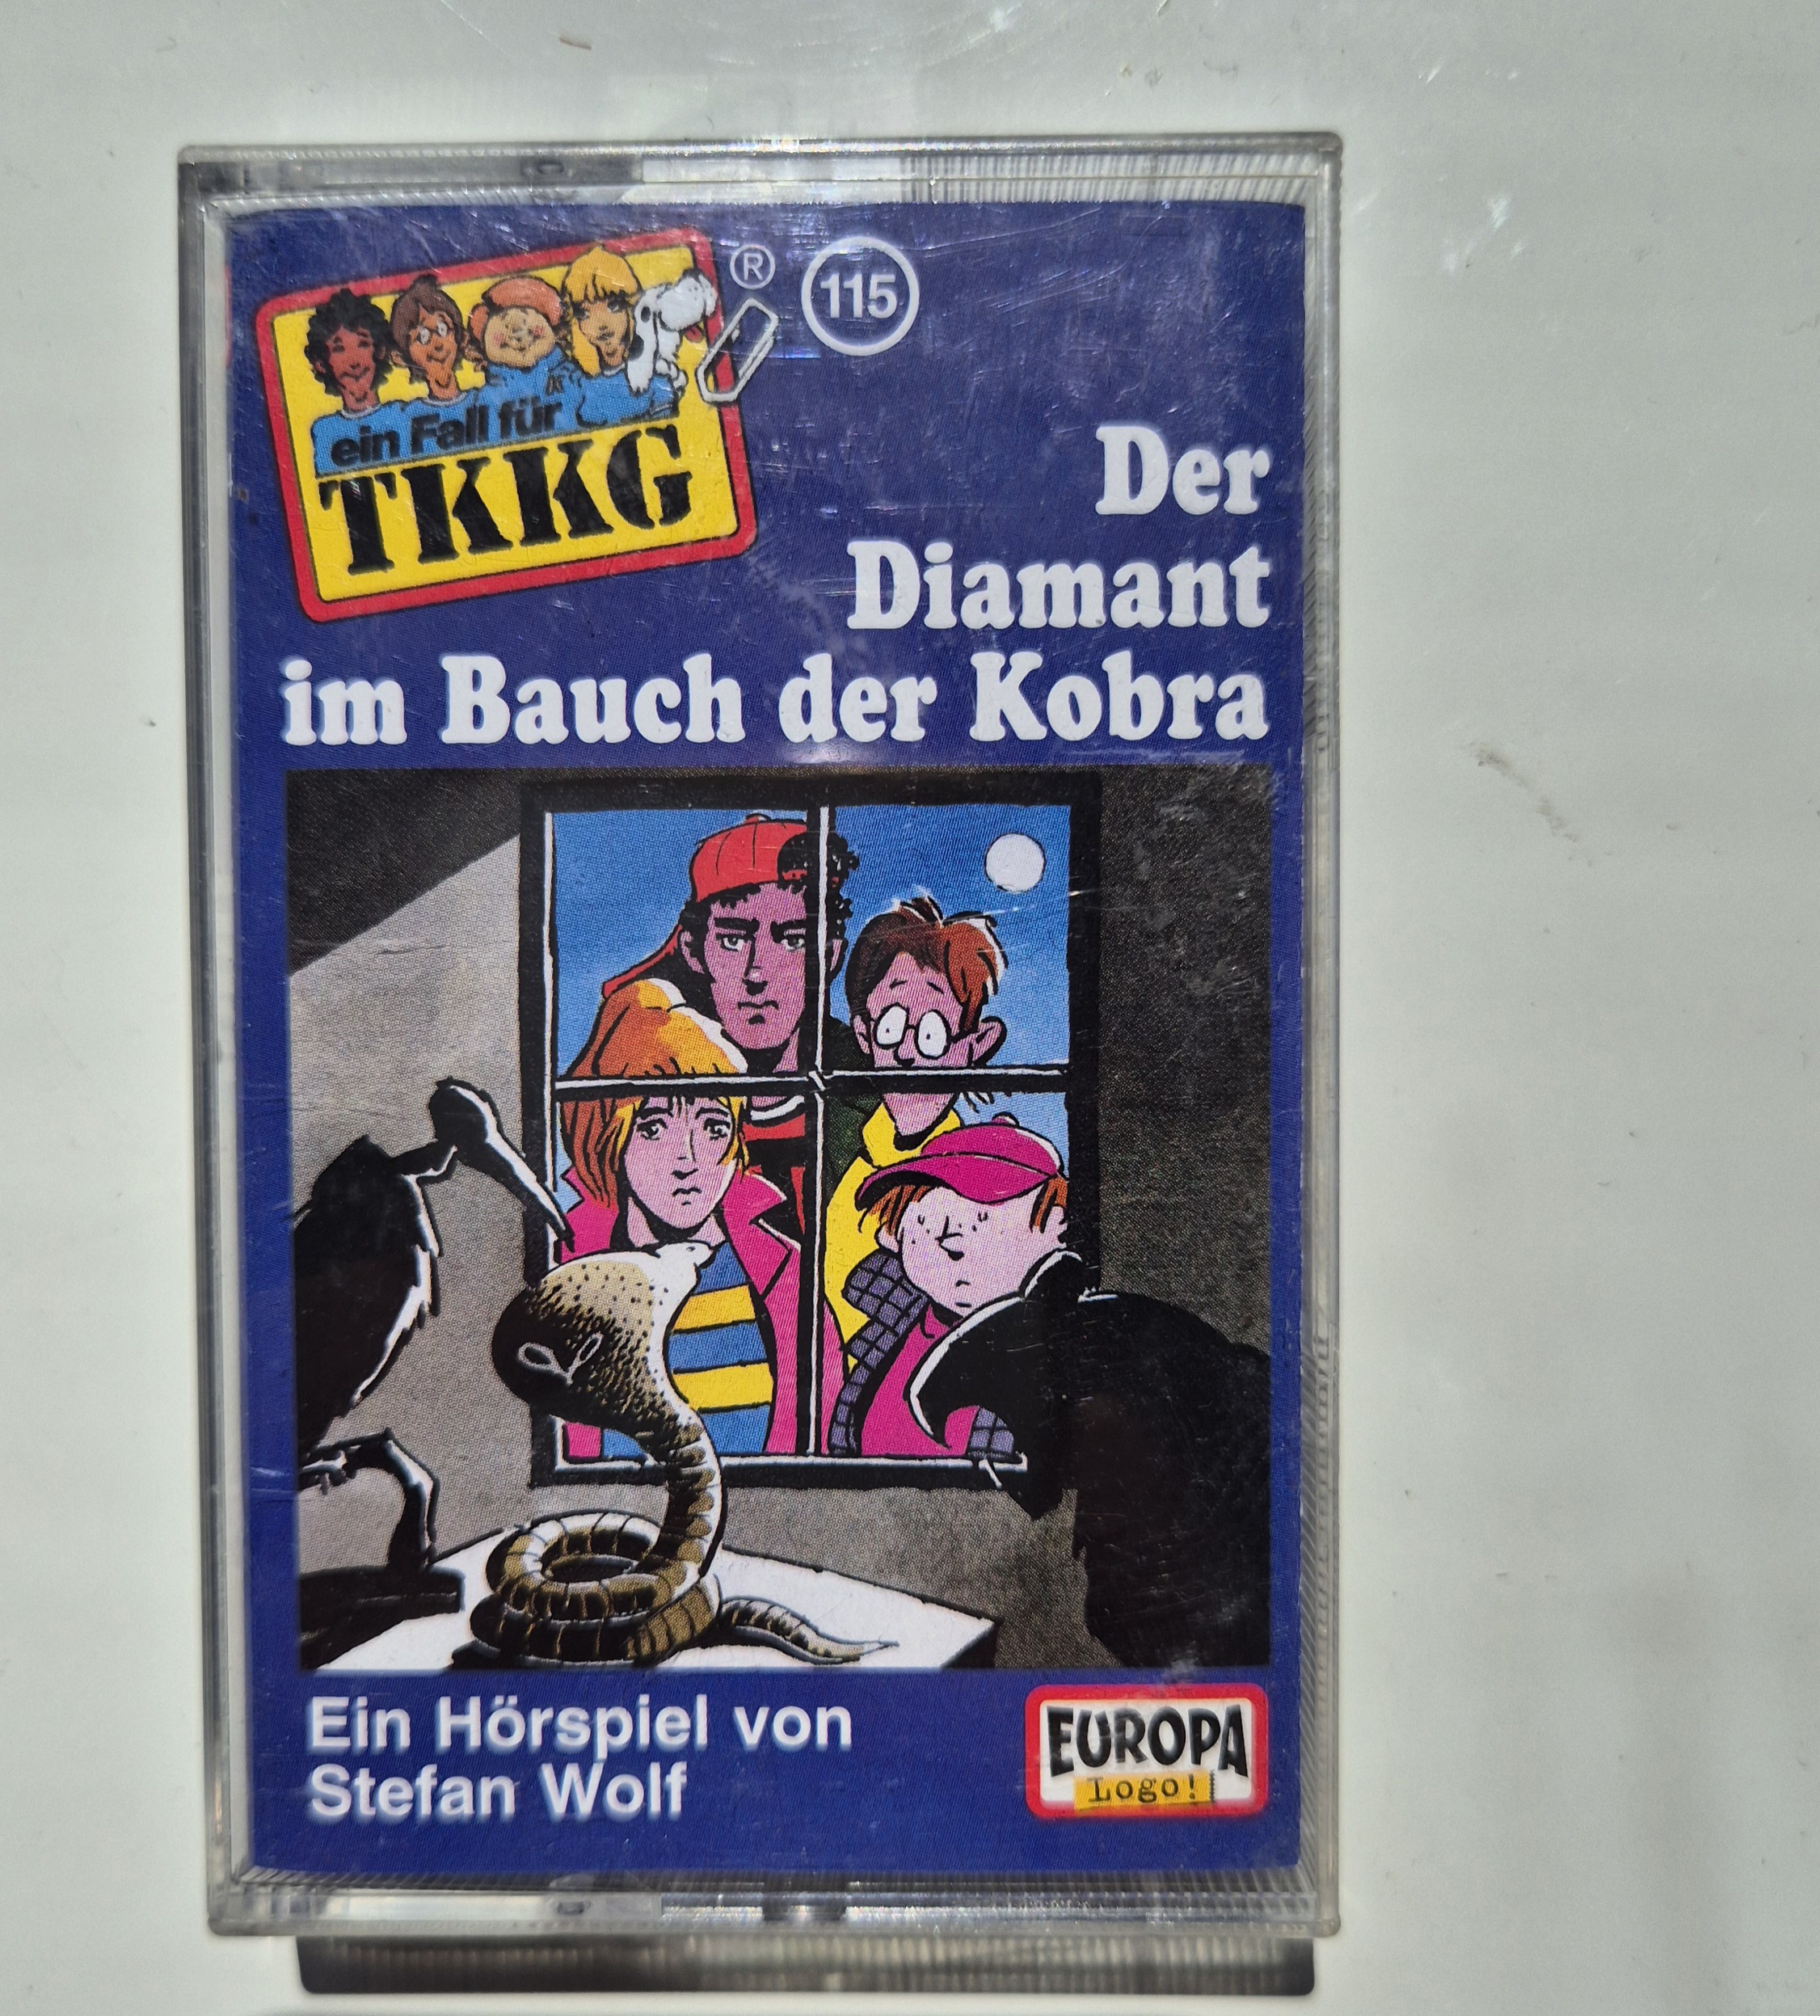 ein Fall für
TKKG
®
115
Der
Diamant
im Bauch der Kobra
Ein Hörspiel von
Stefan Wolf
EUROPA
Logo!